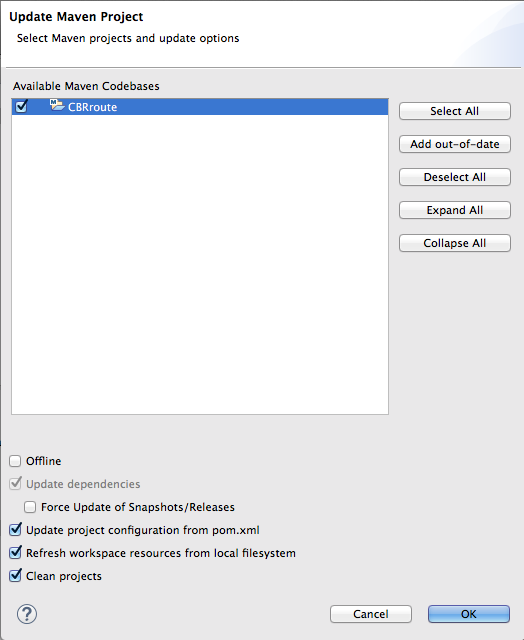 Update Maven Project
Select Maven projects and update options
Available Maven Codebases
CBRroute
Select All
Add out-of-date
Deselect All
Expand All
Collapse All
Offline
Update dependencies
Force Update of Snapshots/Releases
Update project configuration from pom.xml
Refresh workspace resources from local filesystem
Clean projects
?
Cancel
OK